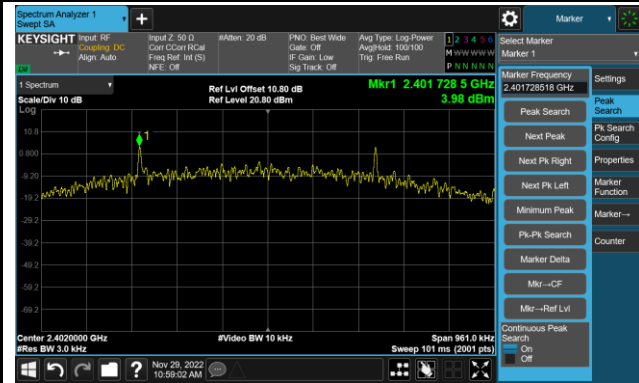 Spectrum Analyzer 1
Swept SA
Marker
KEYSIGHT
Input: RF
Coupling: DC
Align: Auto
Input Z: 50 Ω
Corr CCorr RCal
Freq Ref: Int (S)
NFE: Off
#Atten: 20 dB
PNO: Best Wide
Gate: Off
IF Gain: Low
Sig Track: Off
Avg Type: Log-Power
Avg|Hold: 100/100
Trig: Free Run
1 2 3 4 5 6
M W W W W W
P N N N N N
Select Marker
Marker 1
1 Spectrum
Scale/Div 10 dB
Log
Ref Lvl Offset 10.80 dB
Ref Level 20.80 dBm
Mkr1 2.401 728 5 GHz
3.98 dBm
Marker Frequency
2.401728518 GHz
Peak Search
Next Peak
Next Pk Right
Next Pk Left
Minimum Peak
Pk-Pk Search
Marker Delta
Mkr→CF
Mkr→Ref Lvl
Continuous Peak
Search
On
Off
Settings
Peak
Search
Pk Search
Config
Properties
Marker
Function
Marker→
Counter
10.8
0.800
-9.20
-19.2
-29.2
-39.2
-49.2
-59.2
-69.2
1
Center 2.4020000 GHz
#Res BW 3.0 kHz
#Video BW 10 kHz
Span 961.0 kHz
Sweep 101 ms (2001 pts)
Nov 29, 2022
10:59:02 AM